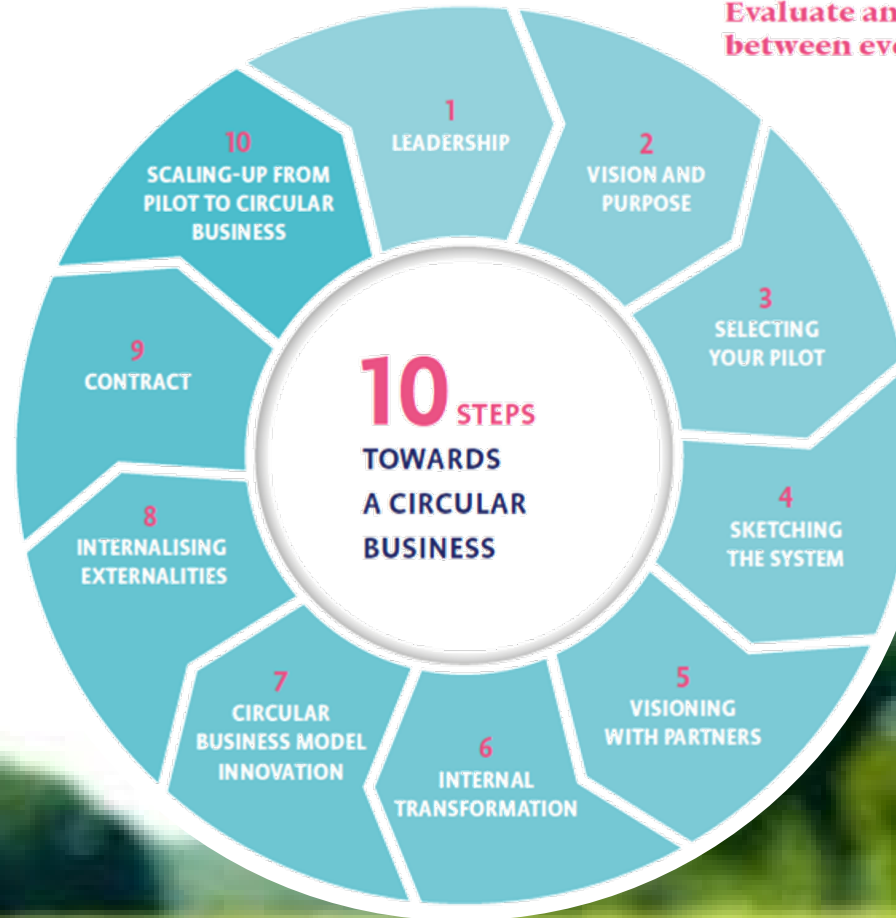 Evaluate an
between eve
1
LEADERSHIP
2
VISION AND
PURPOSE
3
SELECTING
YOUR PILOT
4
SKETCHING
THE SYSTEM
5
VISIONING
WITH PARTNERS
6
INTERNAL
TRANSFORMATION
7
CIRCULAR
BUSINESS MODEL
INNOVATION
8
INTERNALISING
EXTERNALITIES
9
CONTRACT
10
SCALING-UP FROM
PILOT TO CIRCULAR
BUSINESS
10 STEPS
TOWARDS
A CIRCULAR
BUSINESS